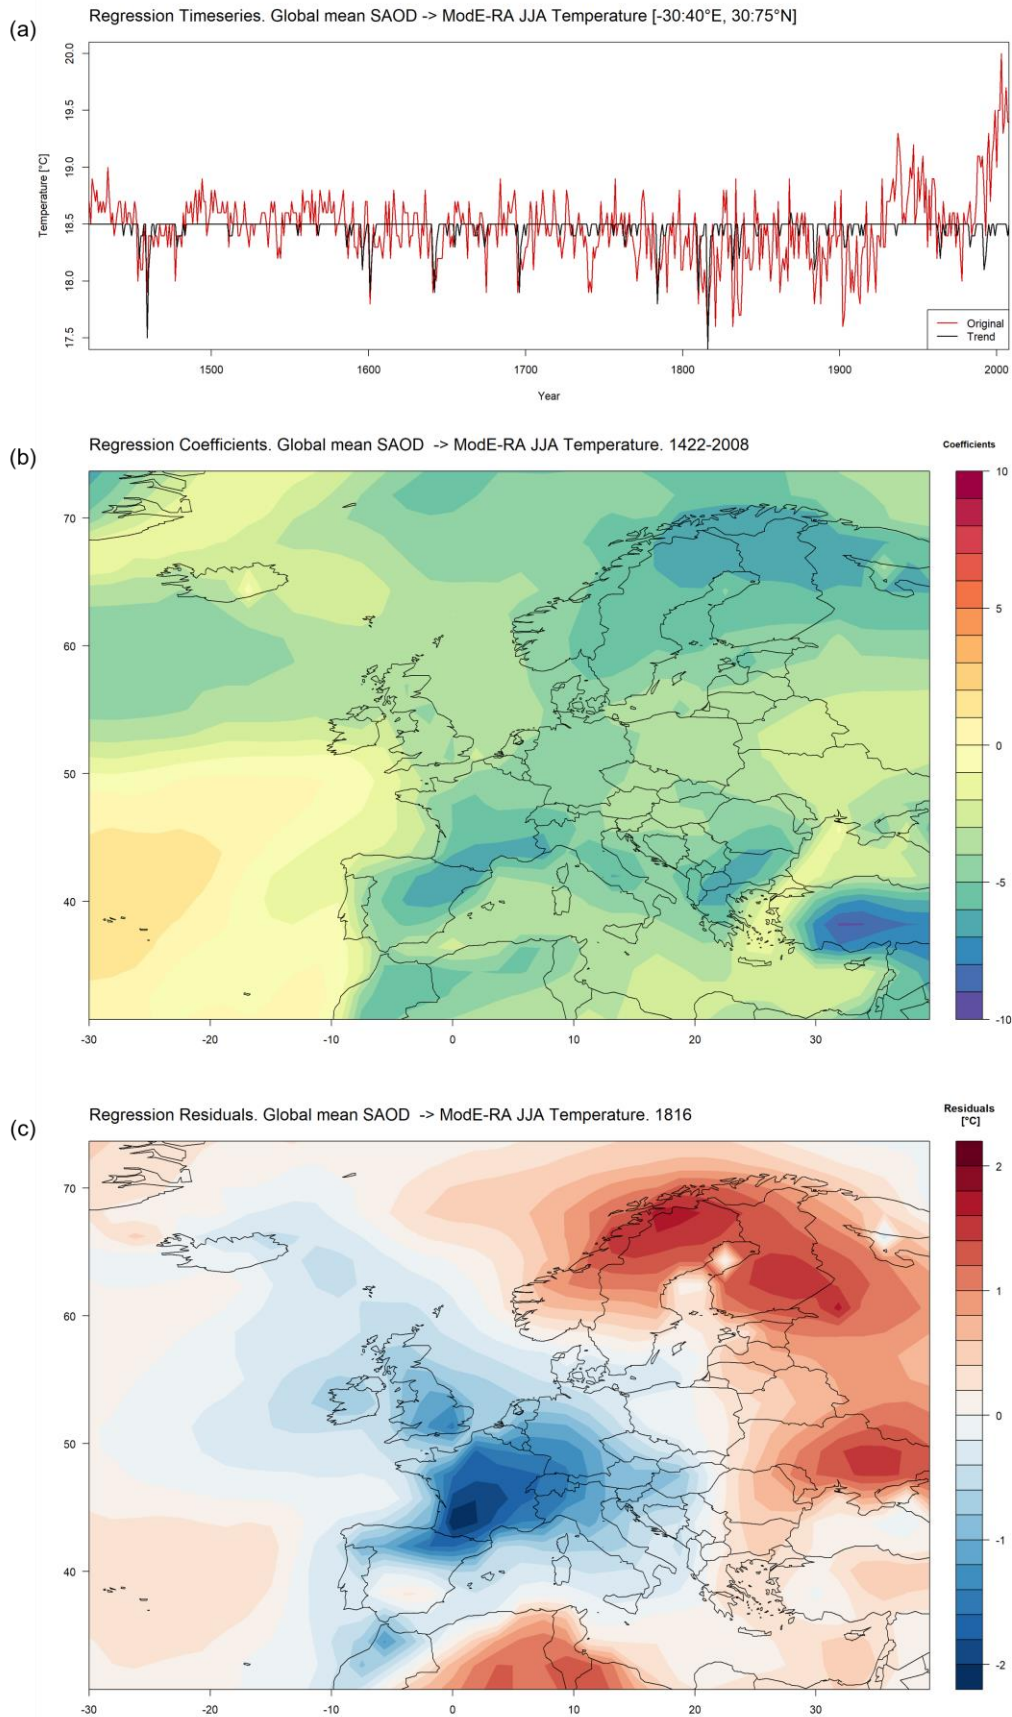 (a)
Regression Timeseries. Global mean SAOD -> ModE-RA JJA Temperature [-30:40°E, 30:75°N]
Temperature [°C]
20.0
19.5
19.0
18.5
18.0
17.5
Original
Trend
1500 1600 1700 1800 1900 2000
Year
(b)
Regression Coefficients. Global mean SAOD -> ModE-RA JJA Temperature. 1422-2008
Coefficients
70
60
50
40
10
5
0
-5
-10
-30 -20 -10 0 10 20 30
(c)
Regression Residuals. Global mean SAOD -> ModE-RA JJA Temperature. 1816
Residuals
[°C]
70
60
50
40
2
1
0
-1
-2
-30 -20 -10 0 10 20 30